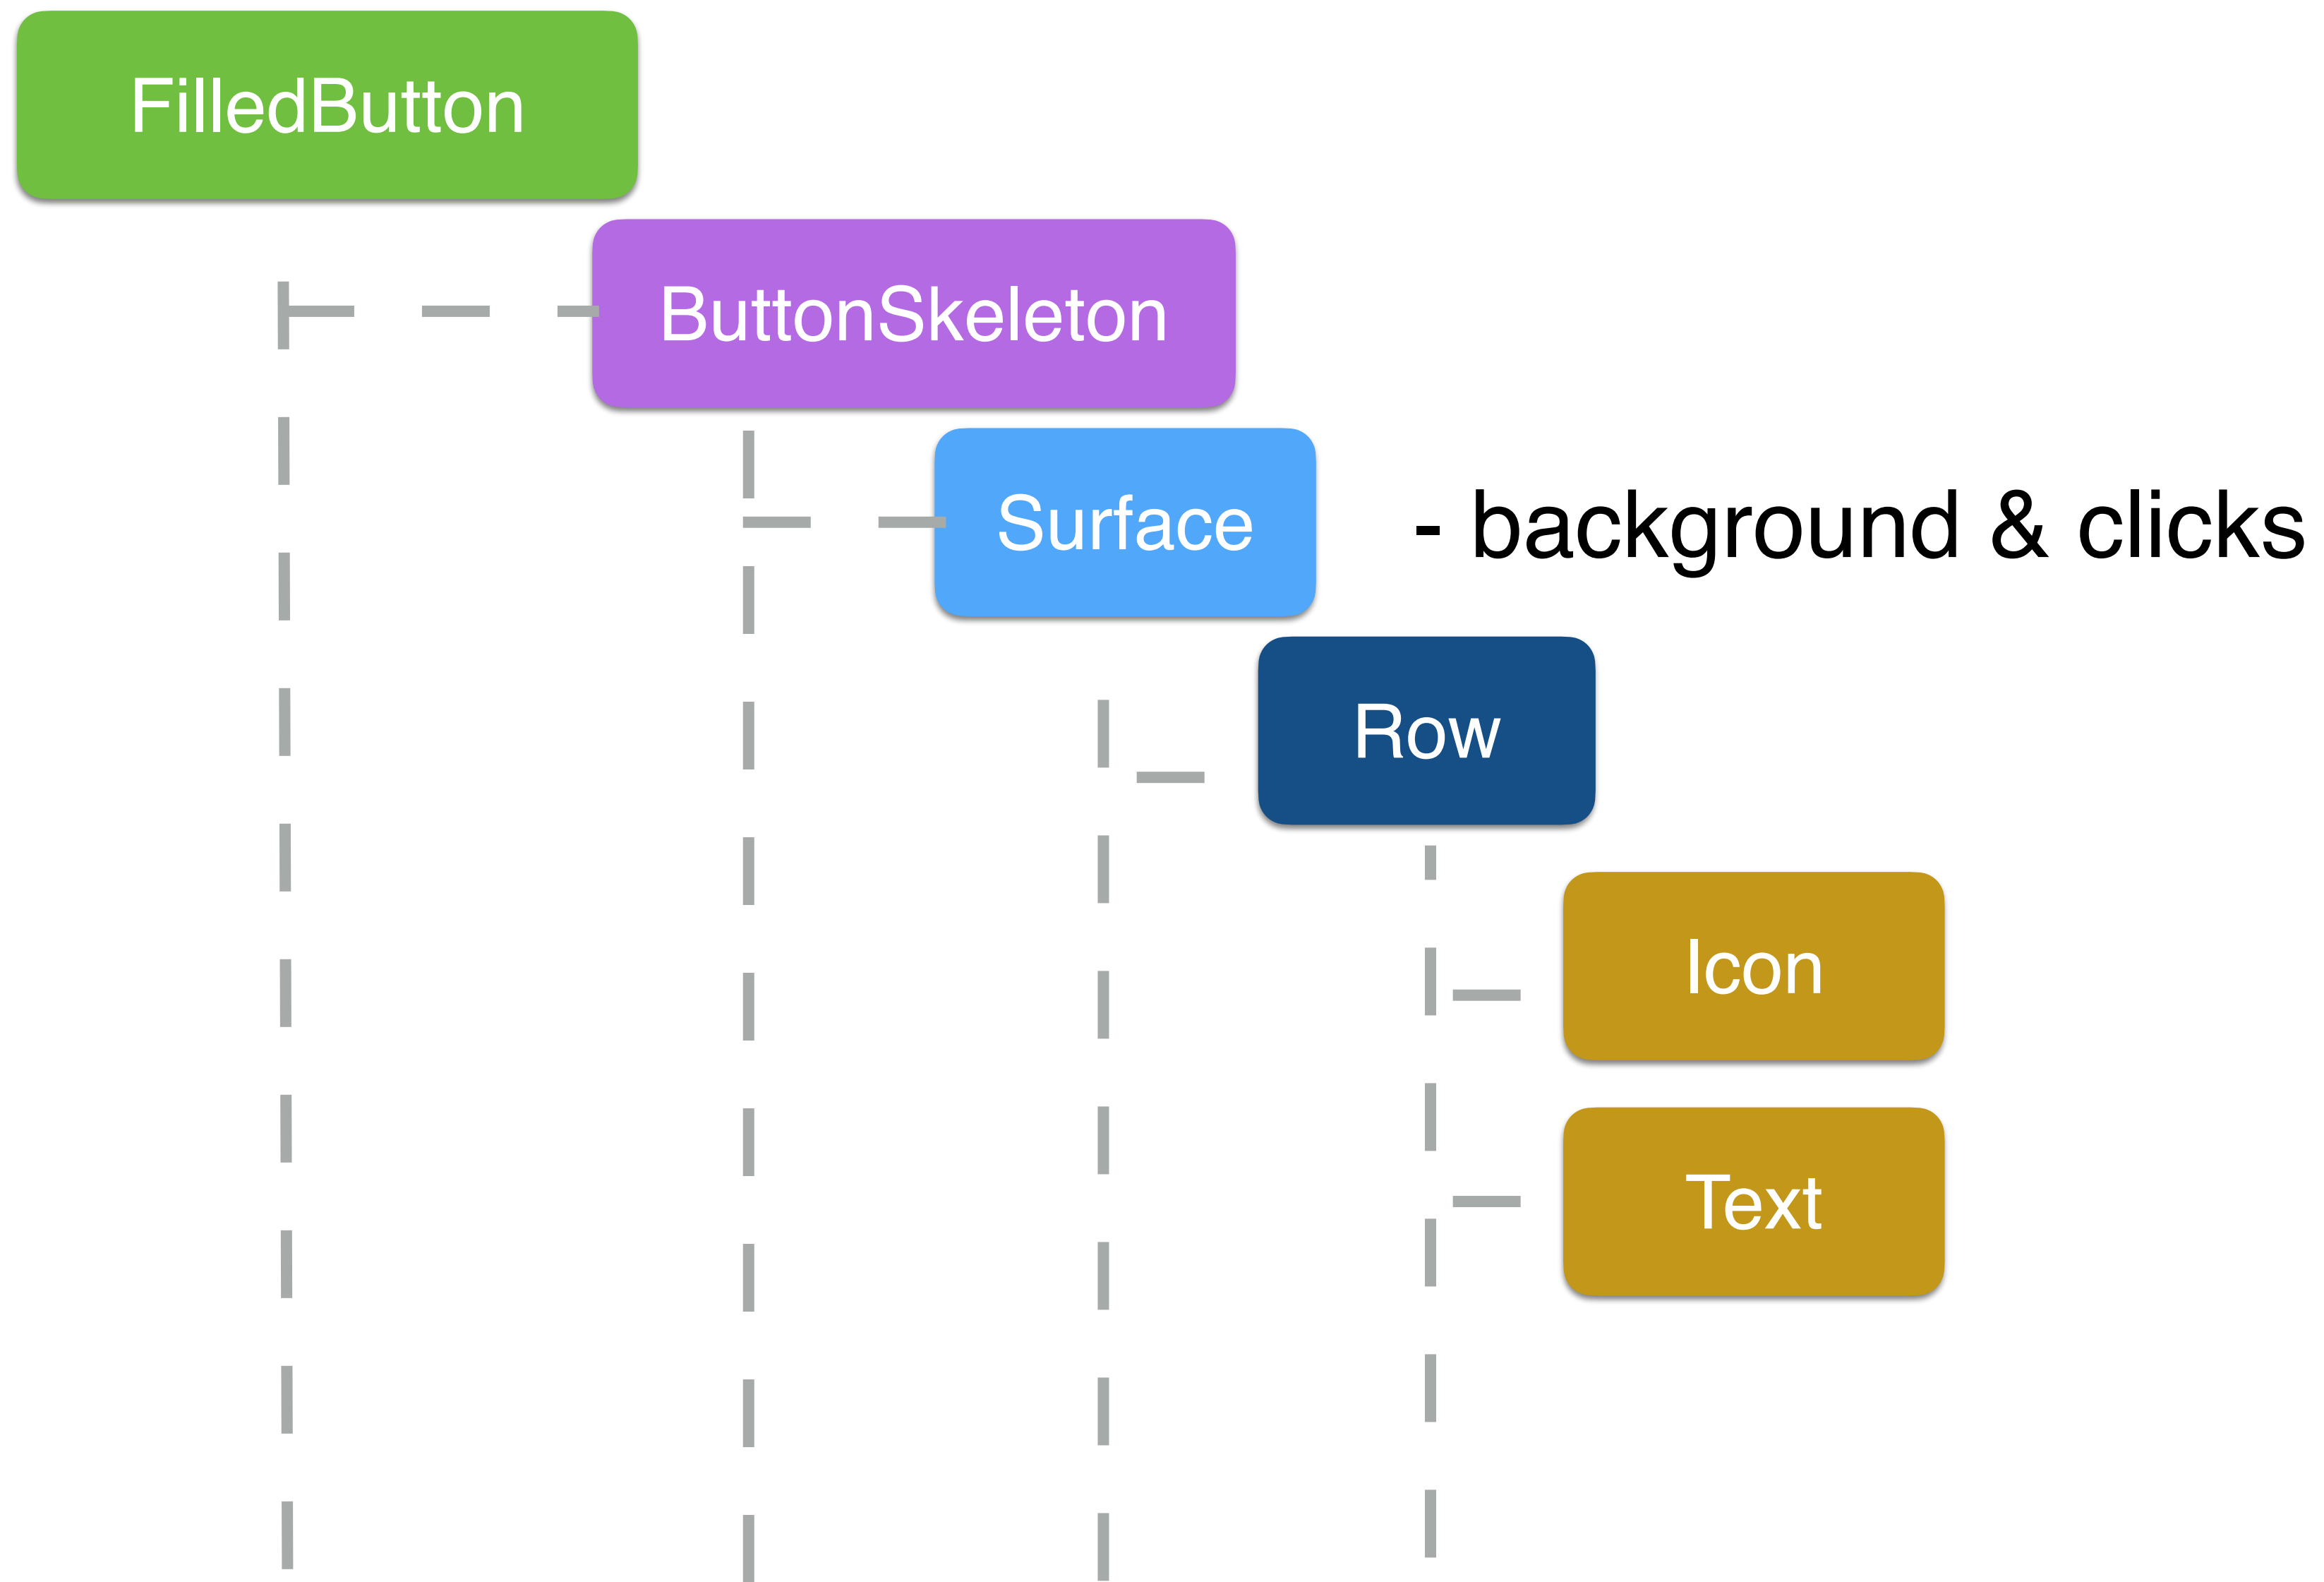 FilledButton
ButtonSkeleton
Surface
- background & clicks
Row
Icon
Text